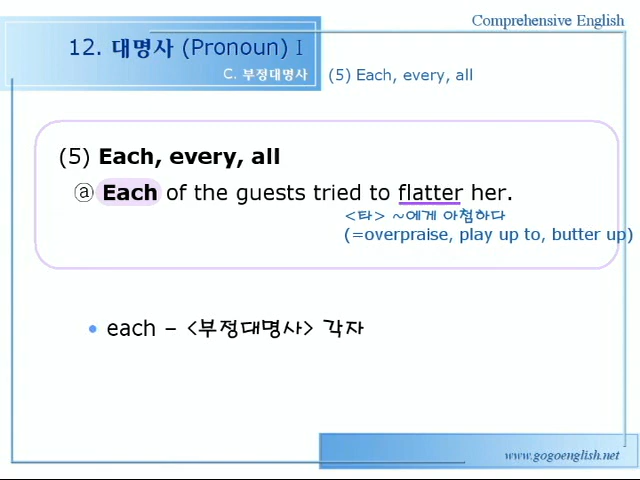 Comprehensive English
12. 대명사 (Pronoun) I
C. 부정대명사
(5) Each, every, all
(5) Each, every, all
ⓐ Each of the guests tried to flatter her.
<타> ~에게 아첨하다
(=overpraise, play up to, butter up)
• each – <부정대명사> 각자
www.gogoenglish.net